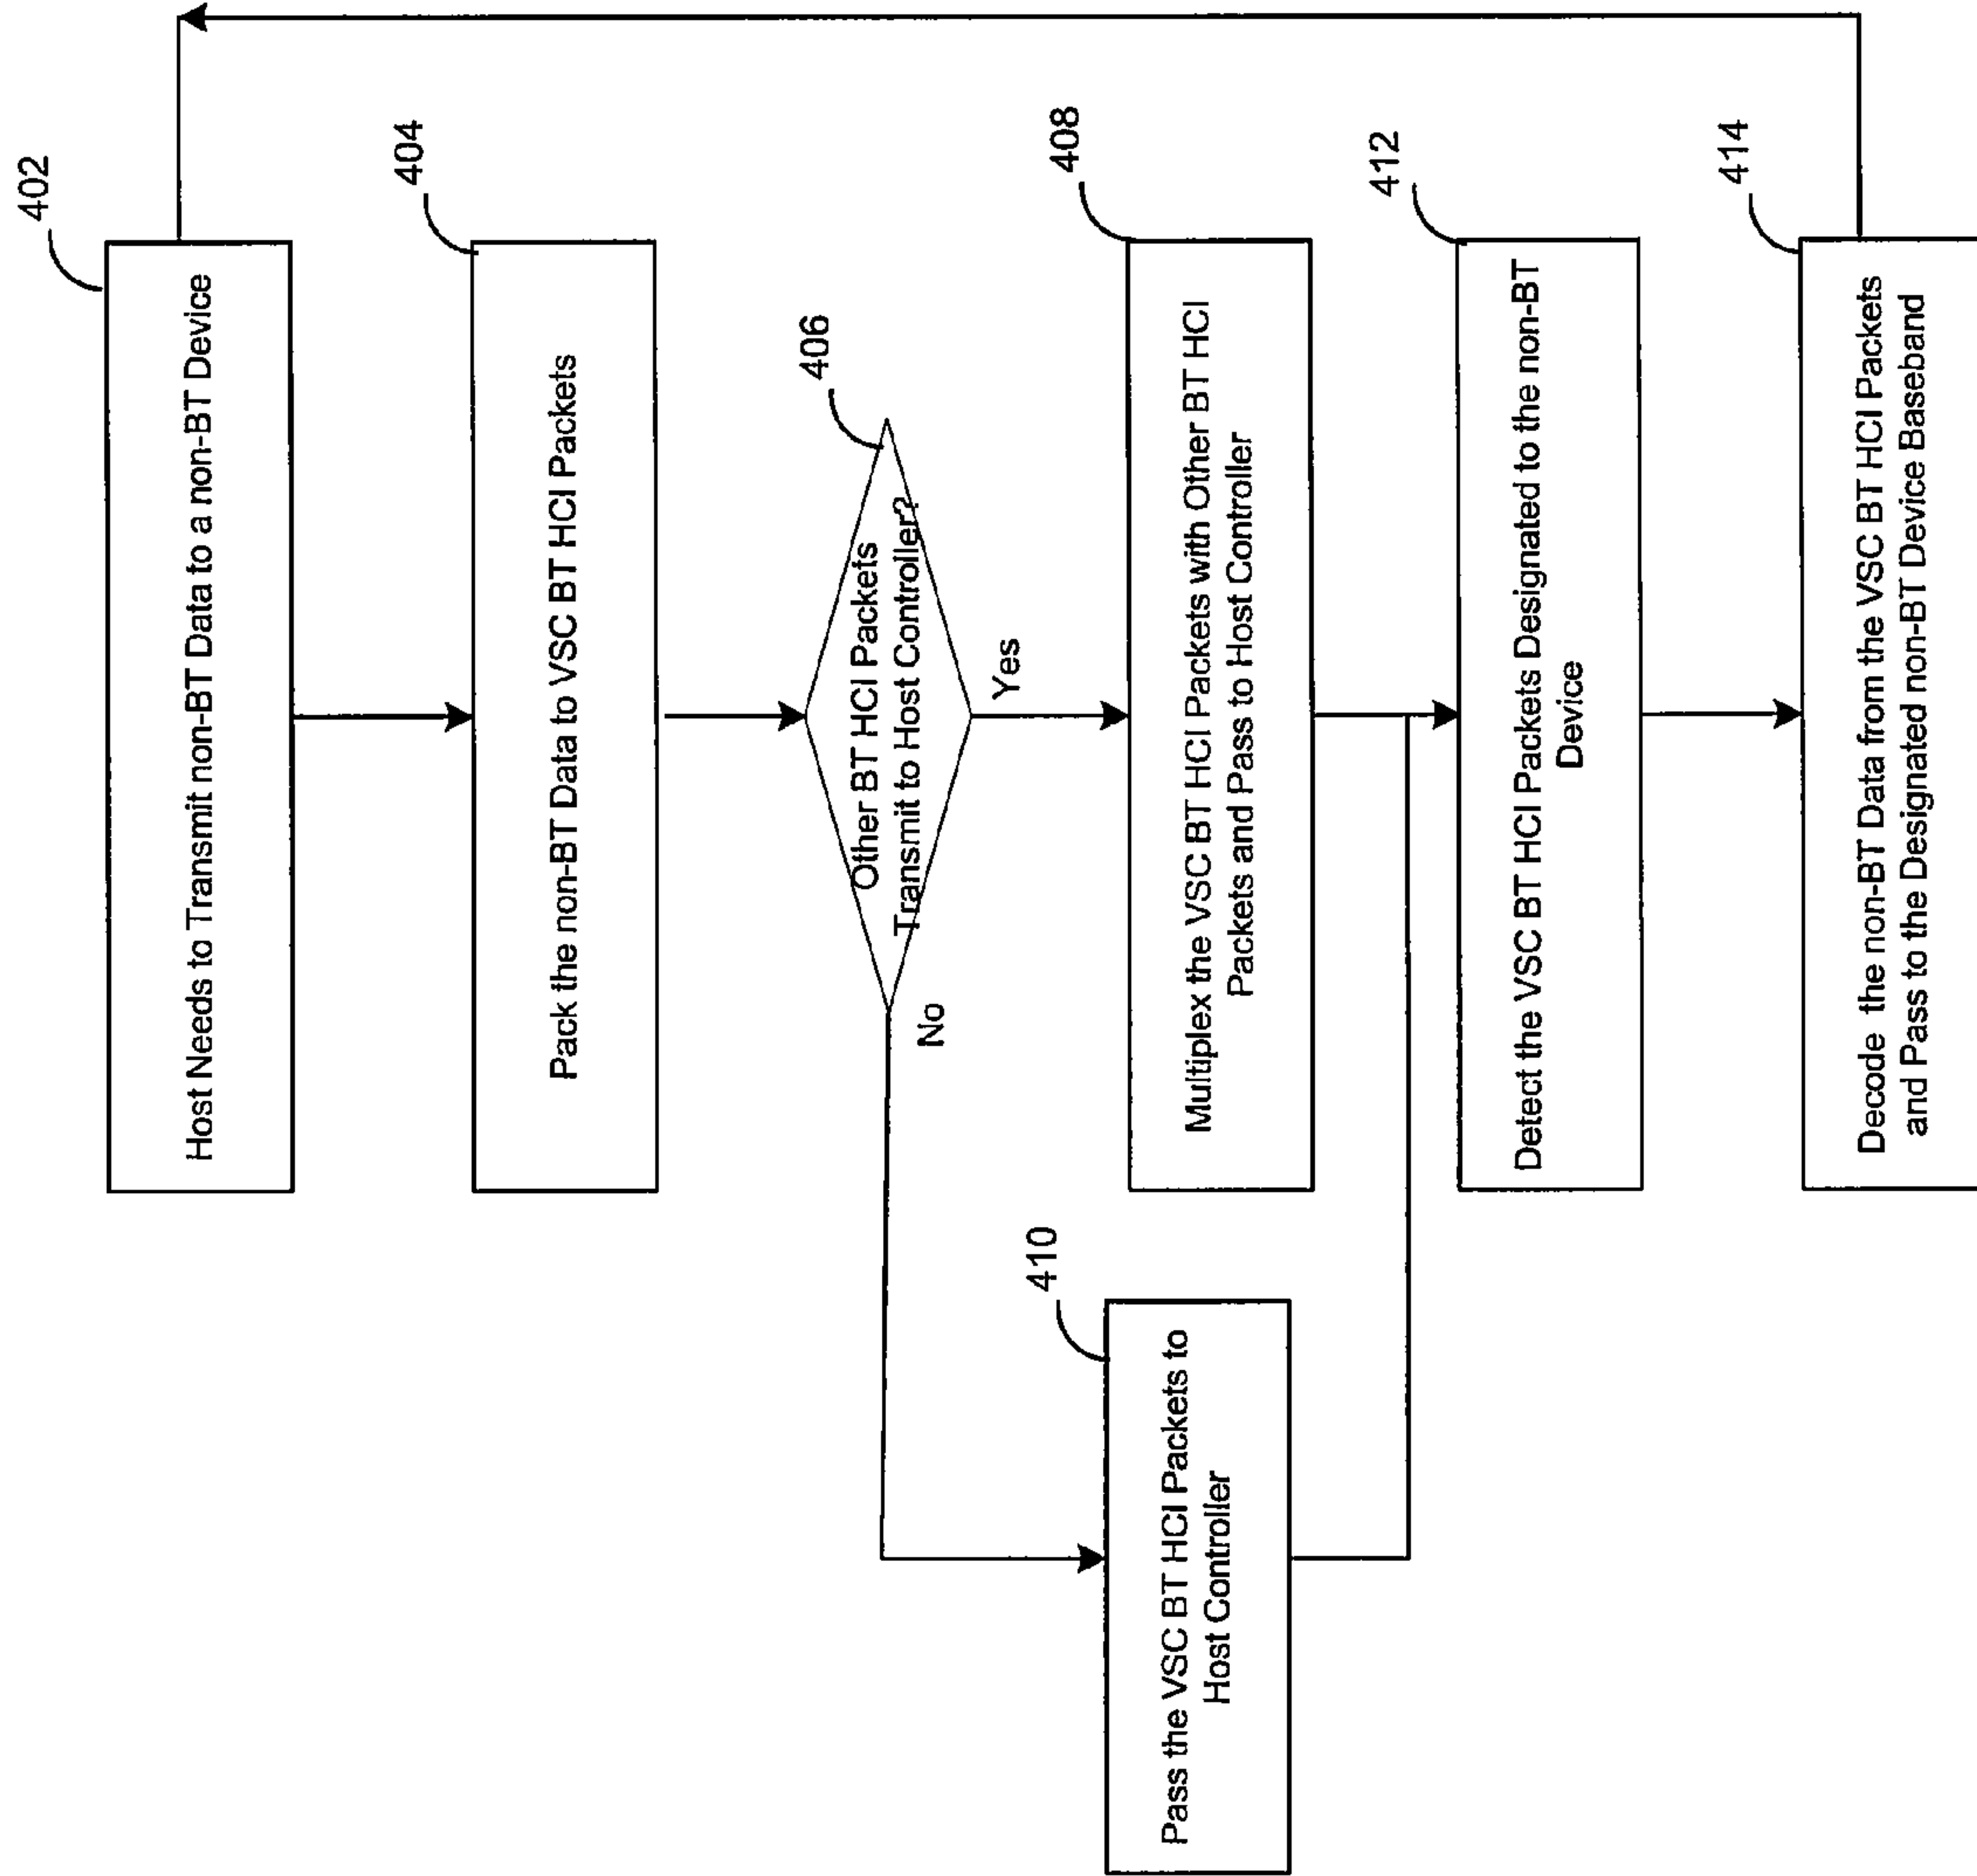 402
Host Needs to Transmit non-BT Data to a non-BT Device
404
Pack the non-BT Data to VSC BT HCI Packets
406
Other BT HCI Packets
Transmit to Host Controller?
No
Yes
408
Multiplex the VSC BT HCI Packets with Other BT HCI
Packets and Pass to Host Controller
410
Pass the VSC BT HCI Packets to
Host Controller
412
Detect the VSC BT HCI Packets Designated to the non-BT
Device
414
Decode the non-BT Data from the VSC BT HCI Packets
and Pass to the Designated non-BT Device Baseband